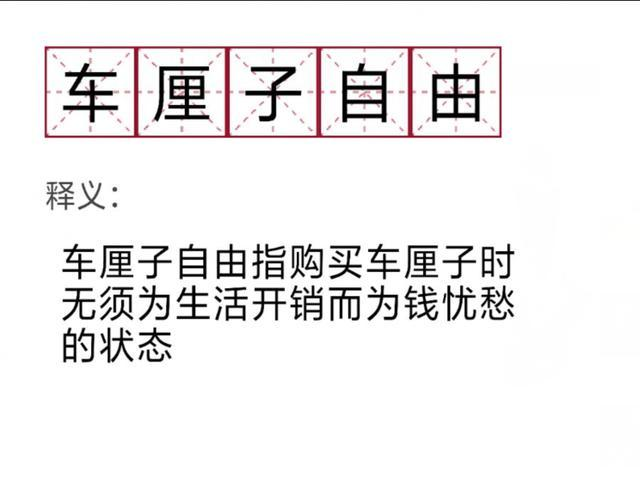 车厘子自由
释义：
车厘子自由指购买车厘子时
无须为生活开销而为钱忧愁
的状态